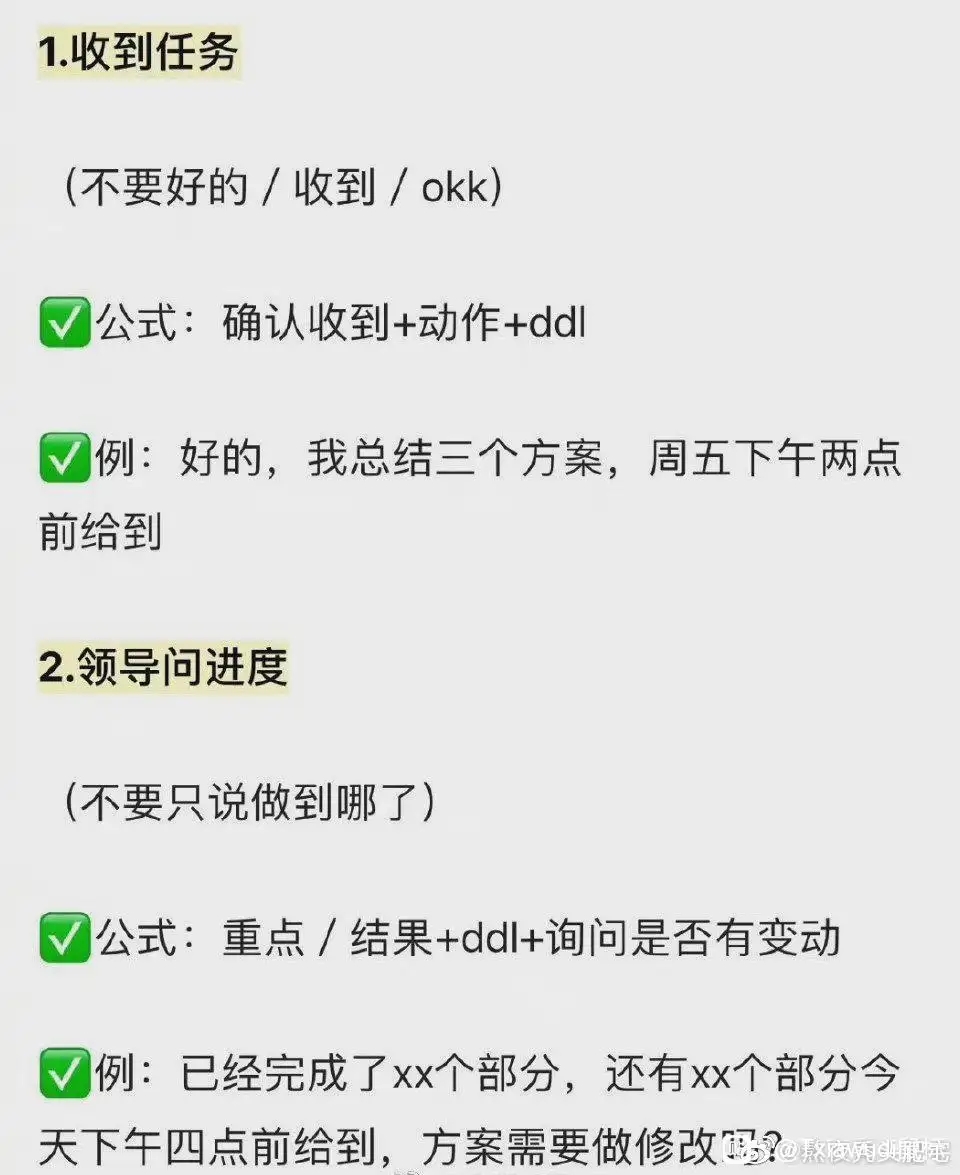 1.收到任务
（不要好的 / 收到 / okk）
✅公式：确认收到+动作+ddl
✅例：好的，我总结三个方案，周五下午两点
前给到
2.领导问进度
（不要只说做到哪了）
✅公式：重点 / 结果+ddl+询问是否有变动
✅例：已经完成了xx个部分，还有xx个部分今
天下午四点前给到，方案需要做修改吗？